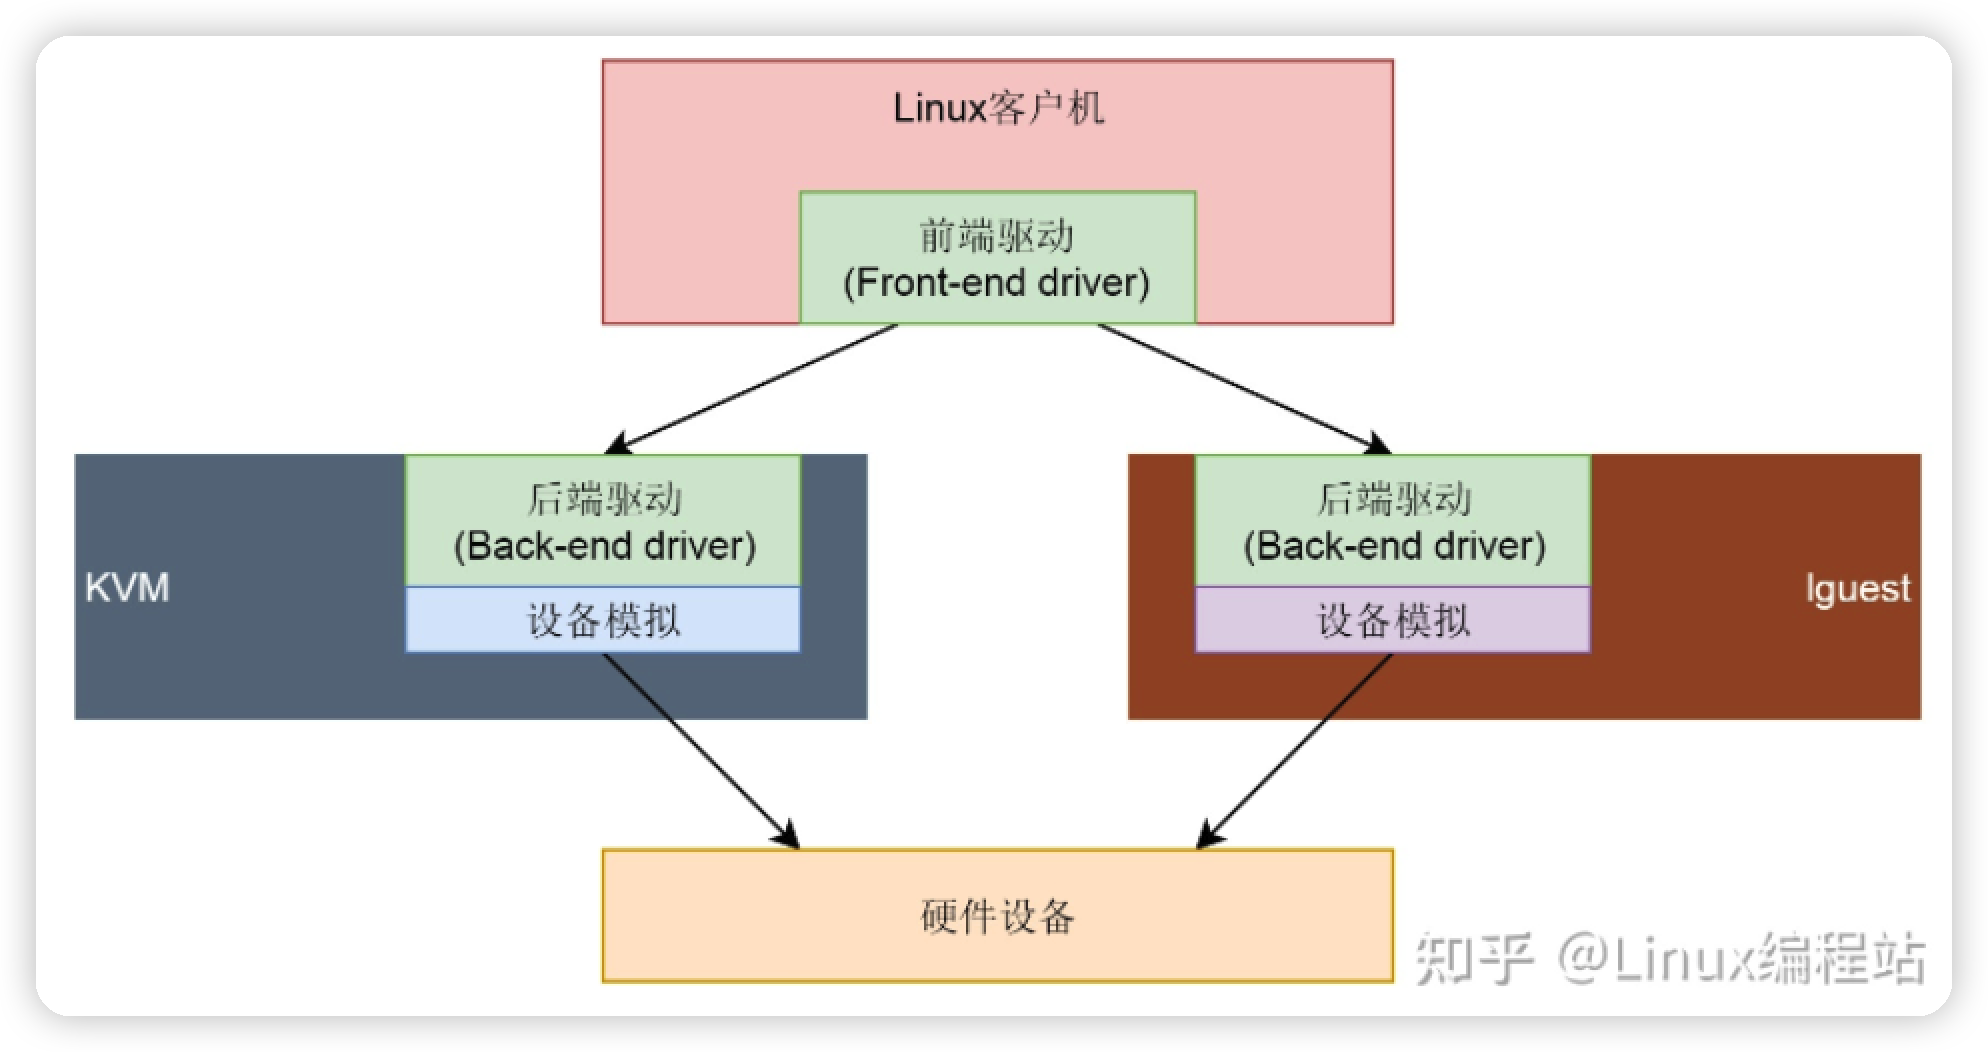 Linux客户机
前端驱动
(Front-end driver)
后端驱动
(Back-end driver)
后端驱动
(Back-end driver)
KVM
lguest
设备模拟
设备模拟
硬件设备
知乎 @Linux编程站